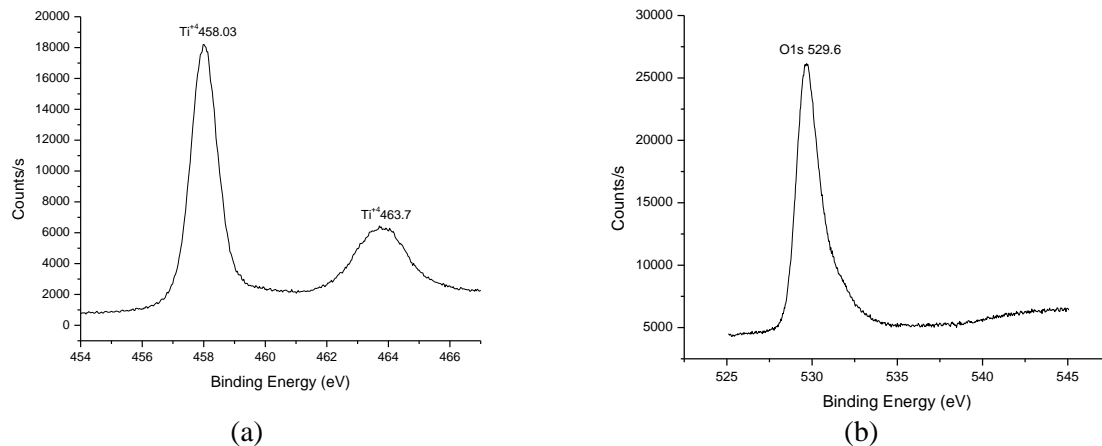 20000
18000
16000
14000
12000
10000
8000
6000
4000
2000
0
Counts/s
Ti+4458.03
Ti+4463.7
454 456 458 460 462 464 466
Binding Energy (eV)
(a)
30000
25000
20000
15000
10000
5000
Counts/s
O1s 529.6
525 530 535 540 545
Binding Energy (eV)
(b)